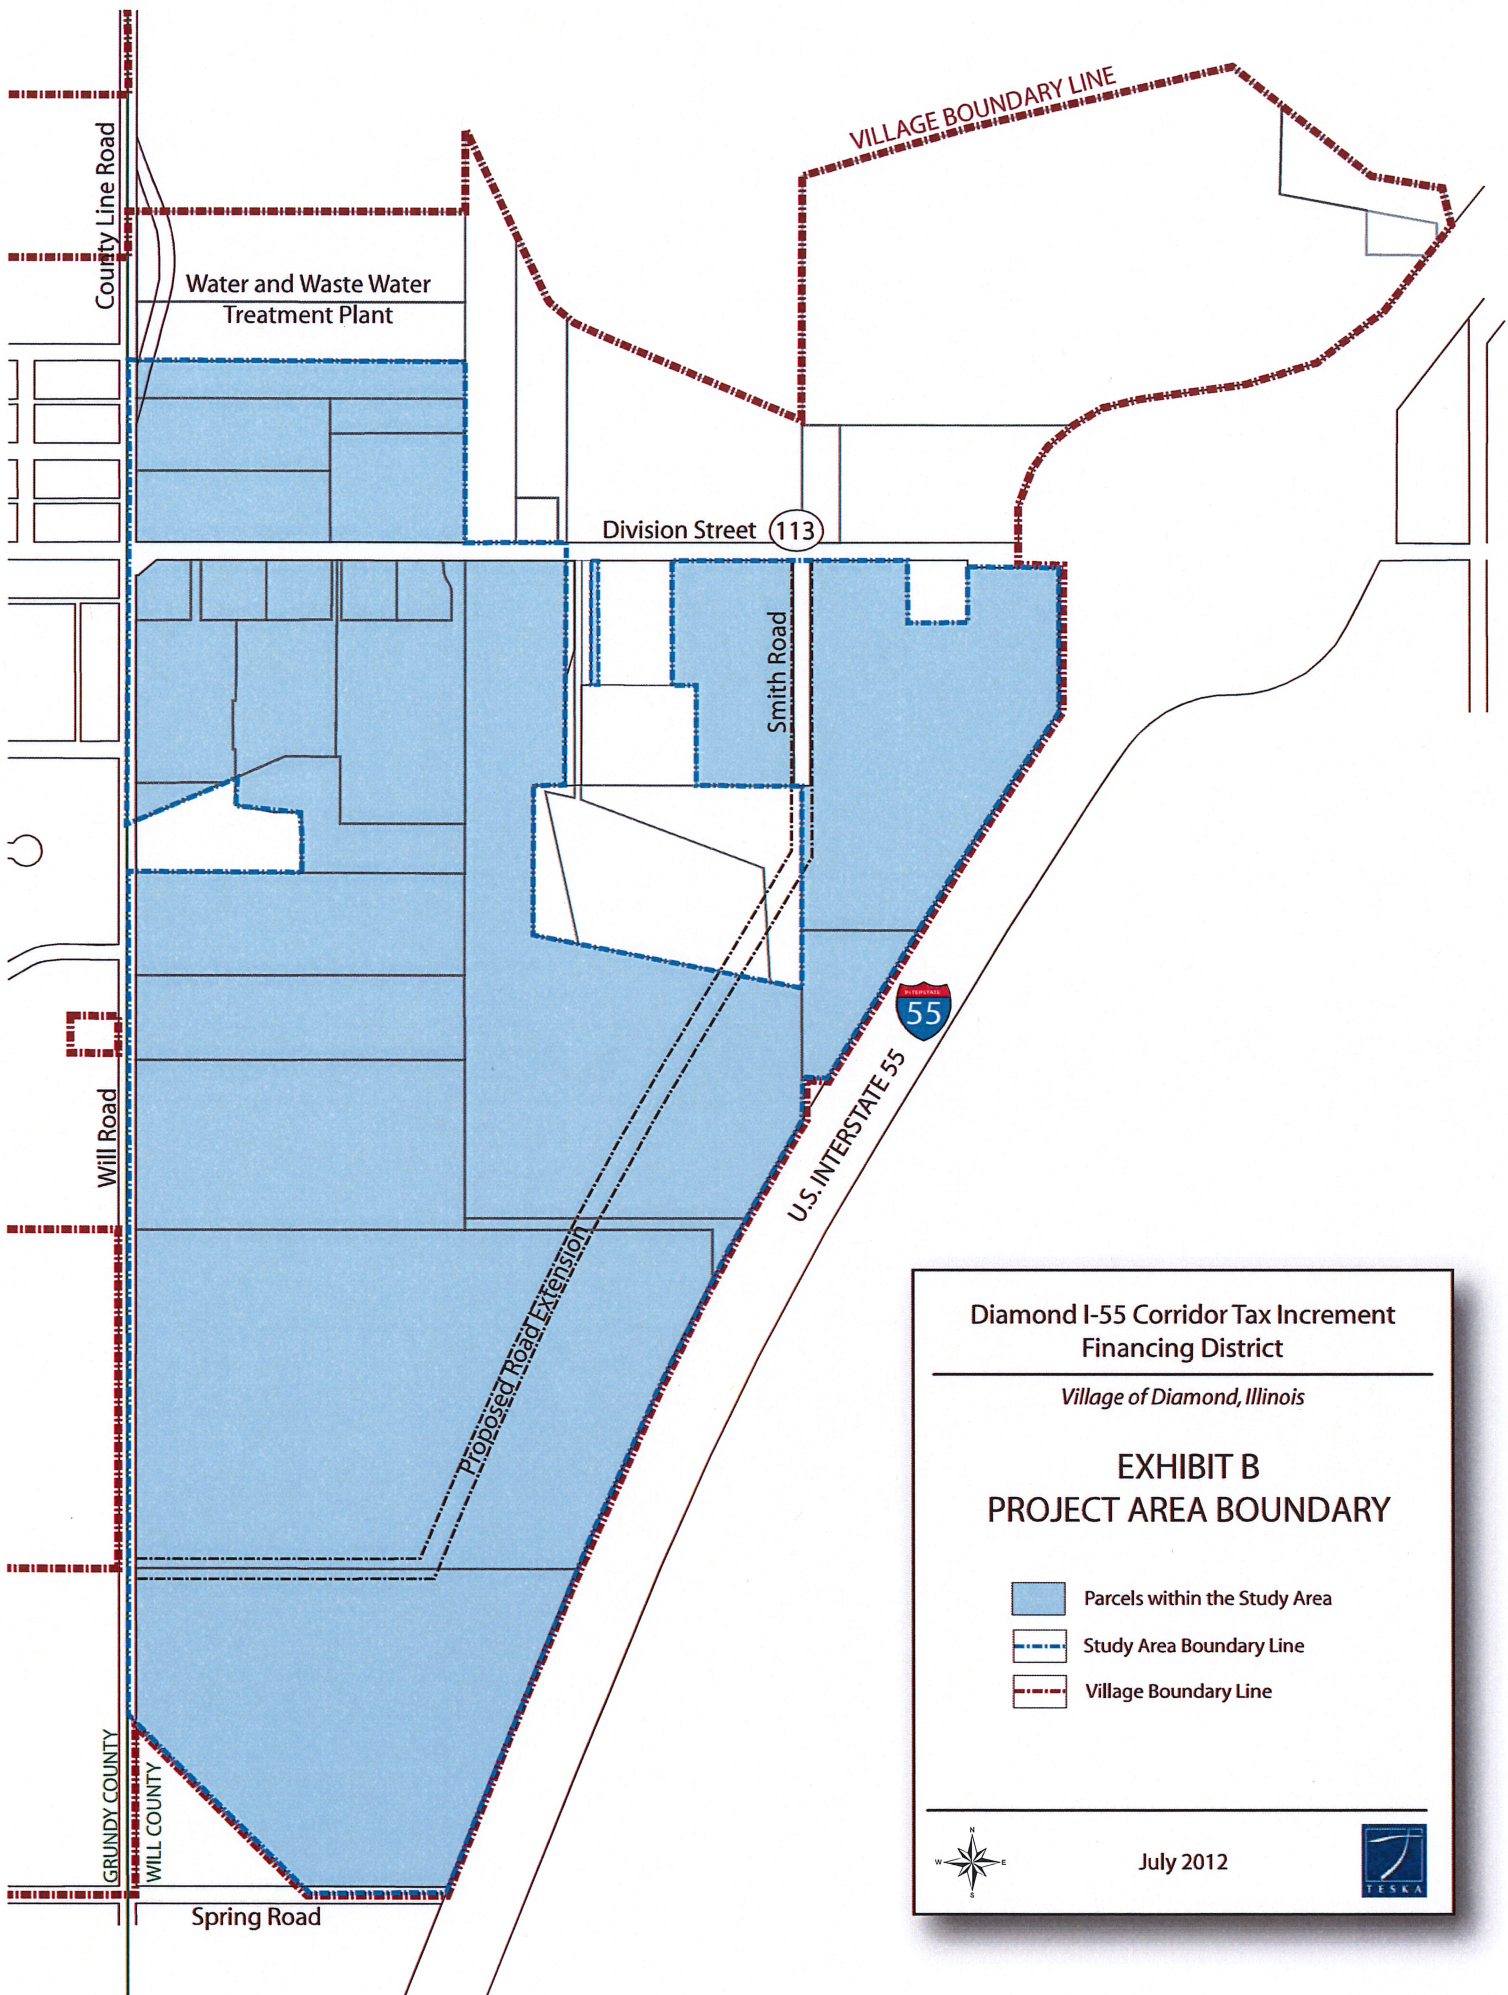 VILLAGE BOUNDARY LINE
County Line Road
Water and Waste Water
Treatment Plant
Division Street
113
Smith Road
INTERSTATE
55
U.S. INTERSTATE 55
Will Road
Proposed Road Extension
GRUNDY COUNTY
WILL COUNTY
Spring Road
Diamond I-55 Corridor Tax Increment
Financing District
Village of Diamond, Illinois
EXHIBIT B
PROJECT AREA BOUNDARY
Parcels within the Study Area
Study Area Boundary Line
Village Boundary Line
N
W
E
S
July 2012
TESKA